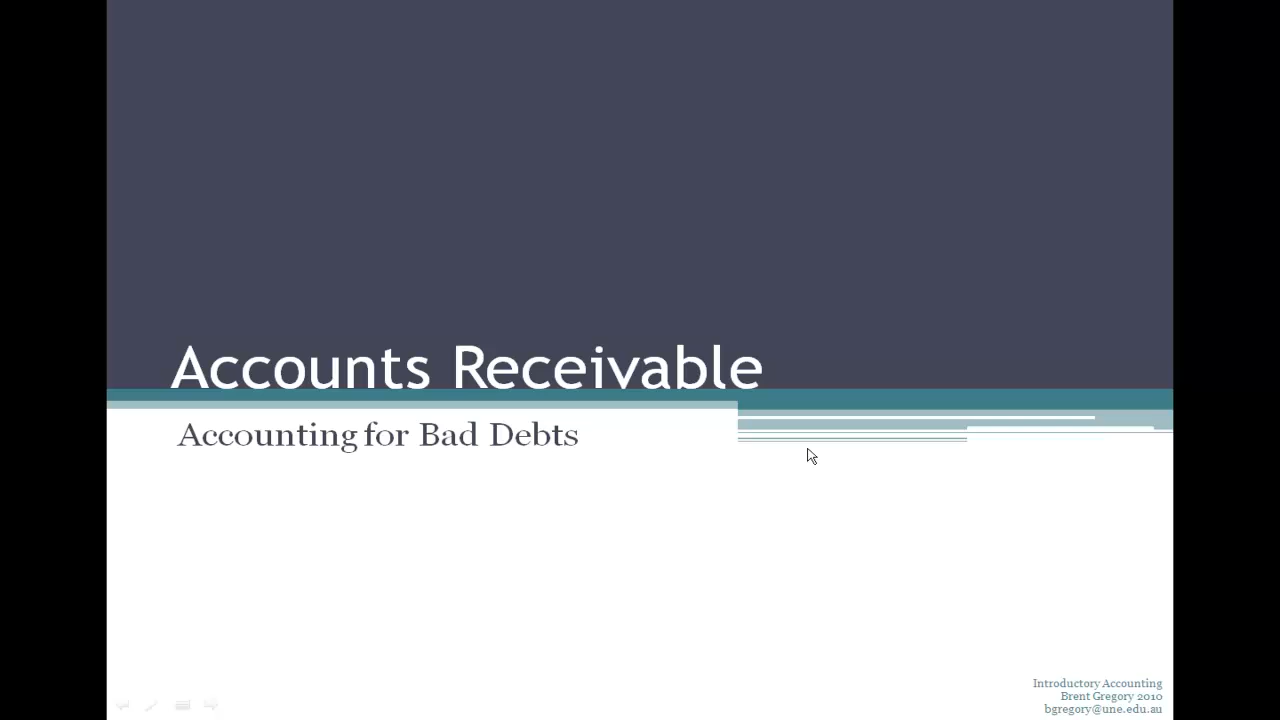 Accounts Receivable
Accounting for Bad Debts
Introductory Accounting
Brent Gregory 2010
bgregory@une.edu.au